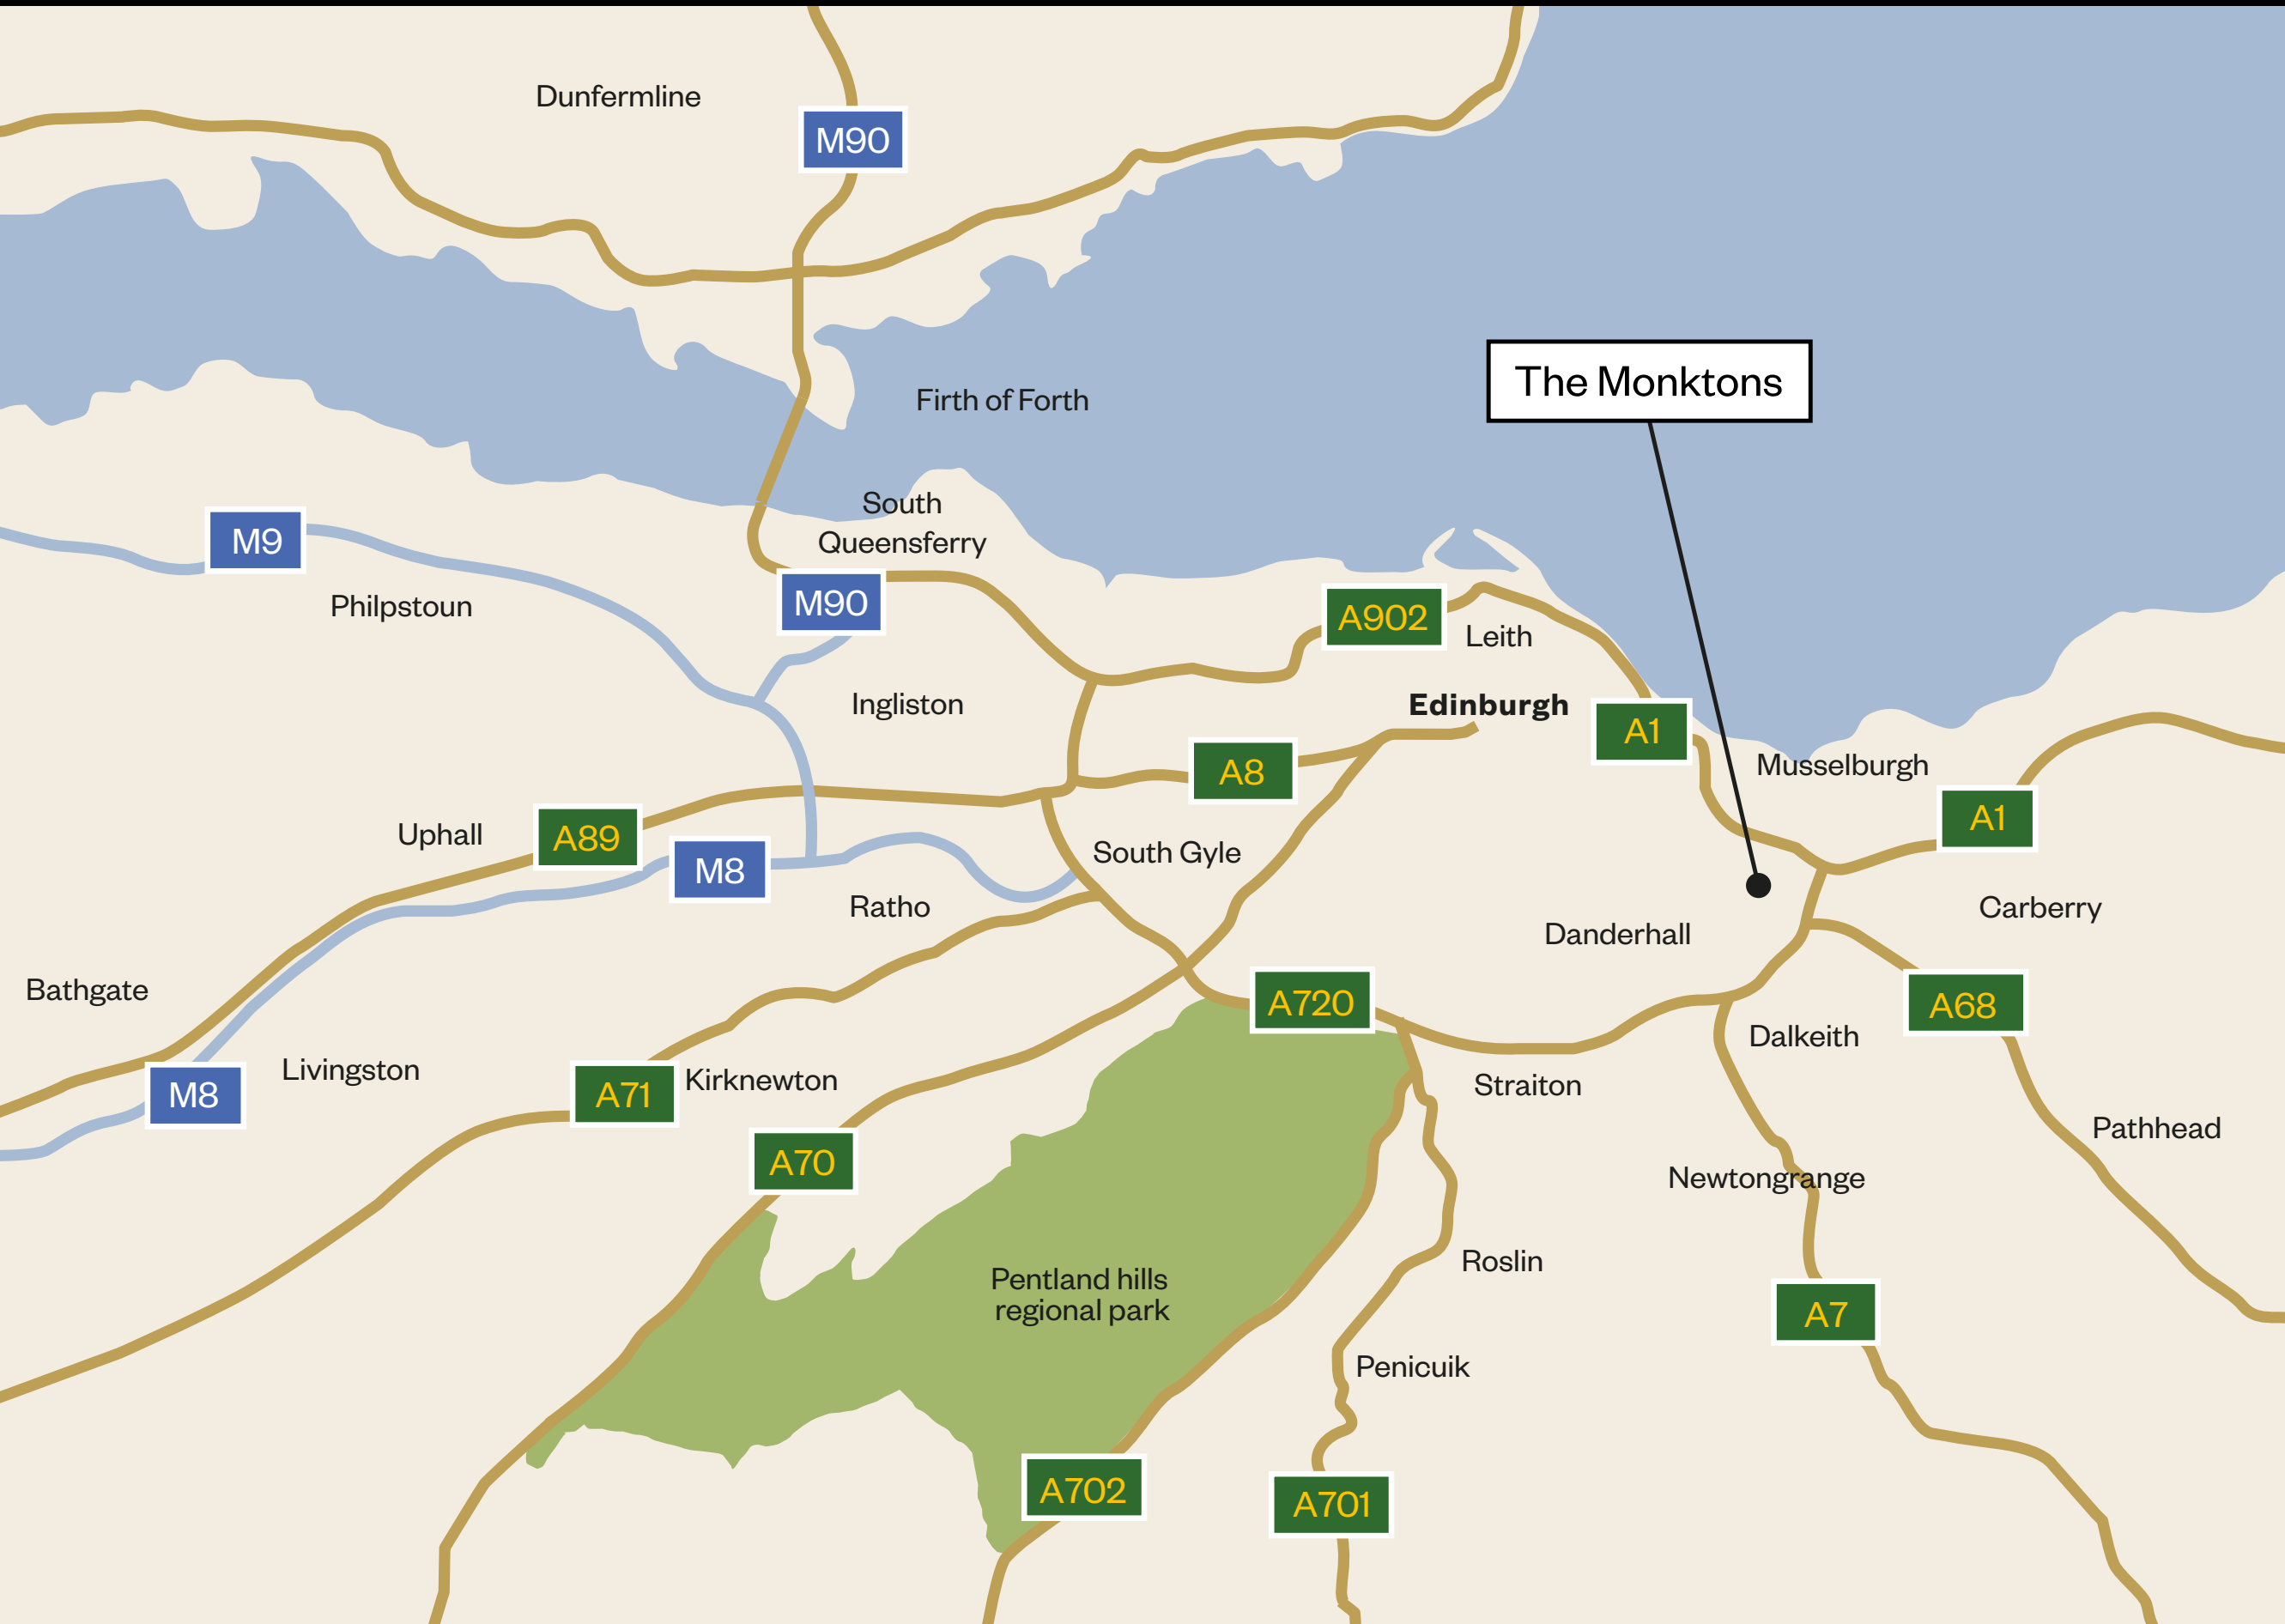 Dunfermline
M90
The Monktons
Firth of Forth
South
Queensferry
M9
M90
Philpstoun
A902
Leith
Ingliston
Edinburgh
A1
Musselburgh
A8
A1
Uphall
A89
M8
South Gyle
Ratho
Carberry
Danderhall
Bathgate
A720
A68
Dalkeith
Livingston
M8
A71
Kirknewton
Straiton
Pathhead
A70
Newtongrange
Roslin
Pentland hills
regional park
A7
Penicuik
A702
A701